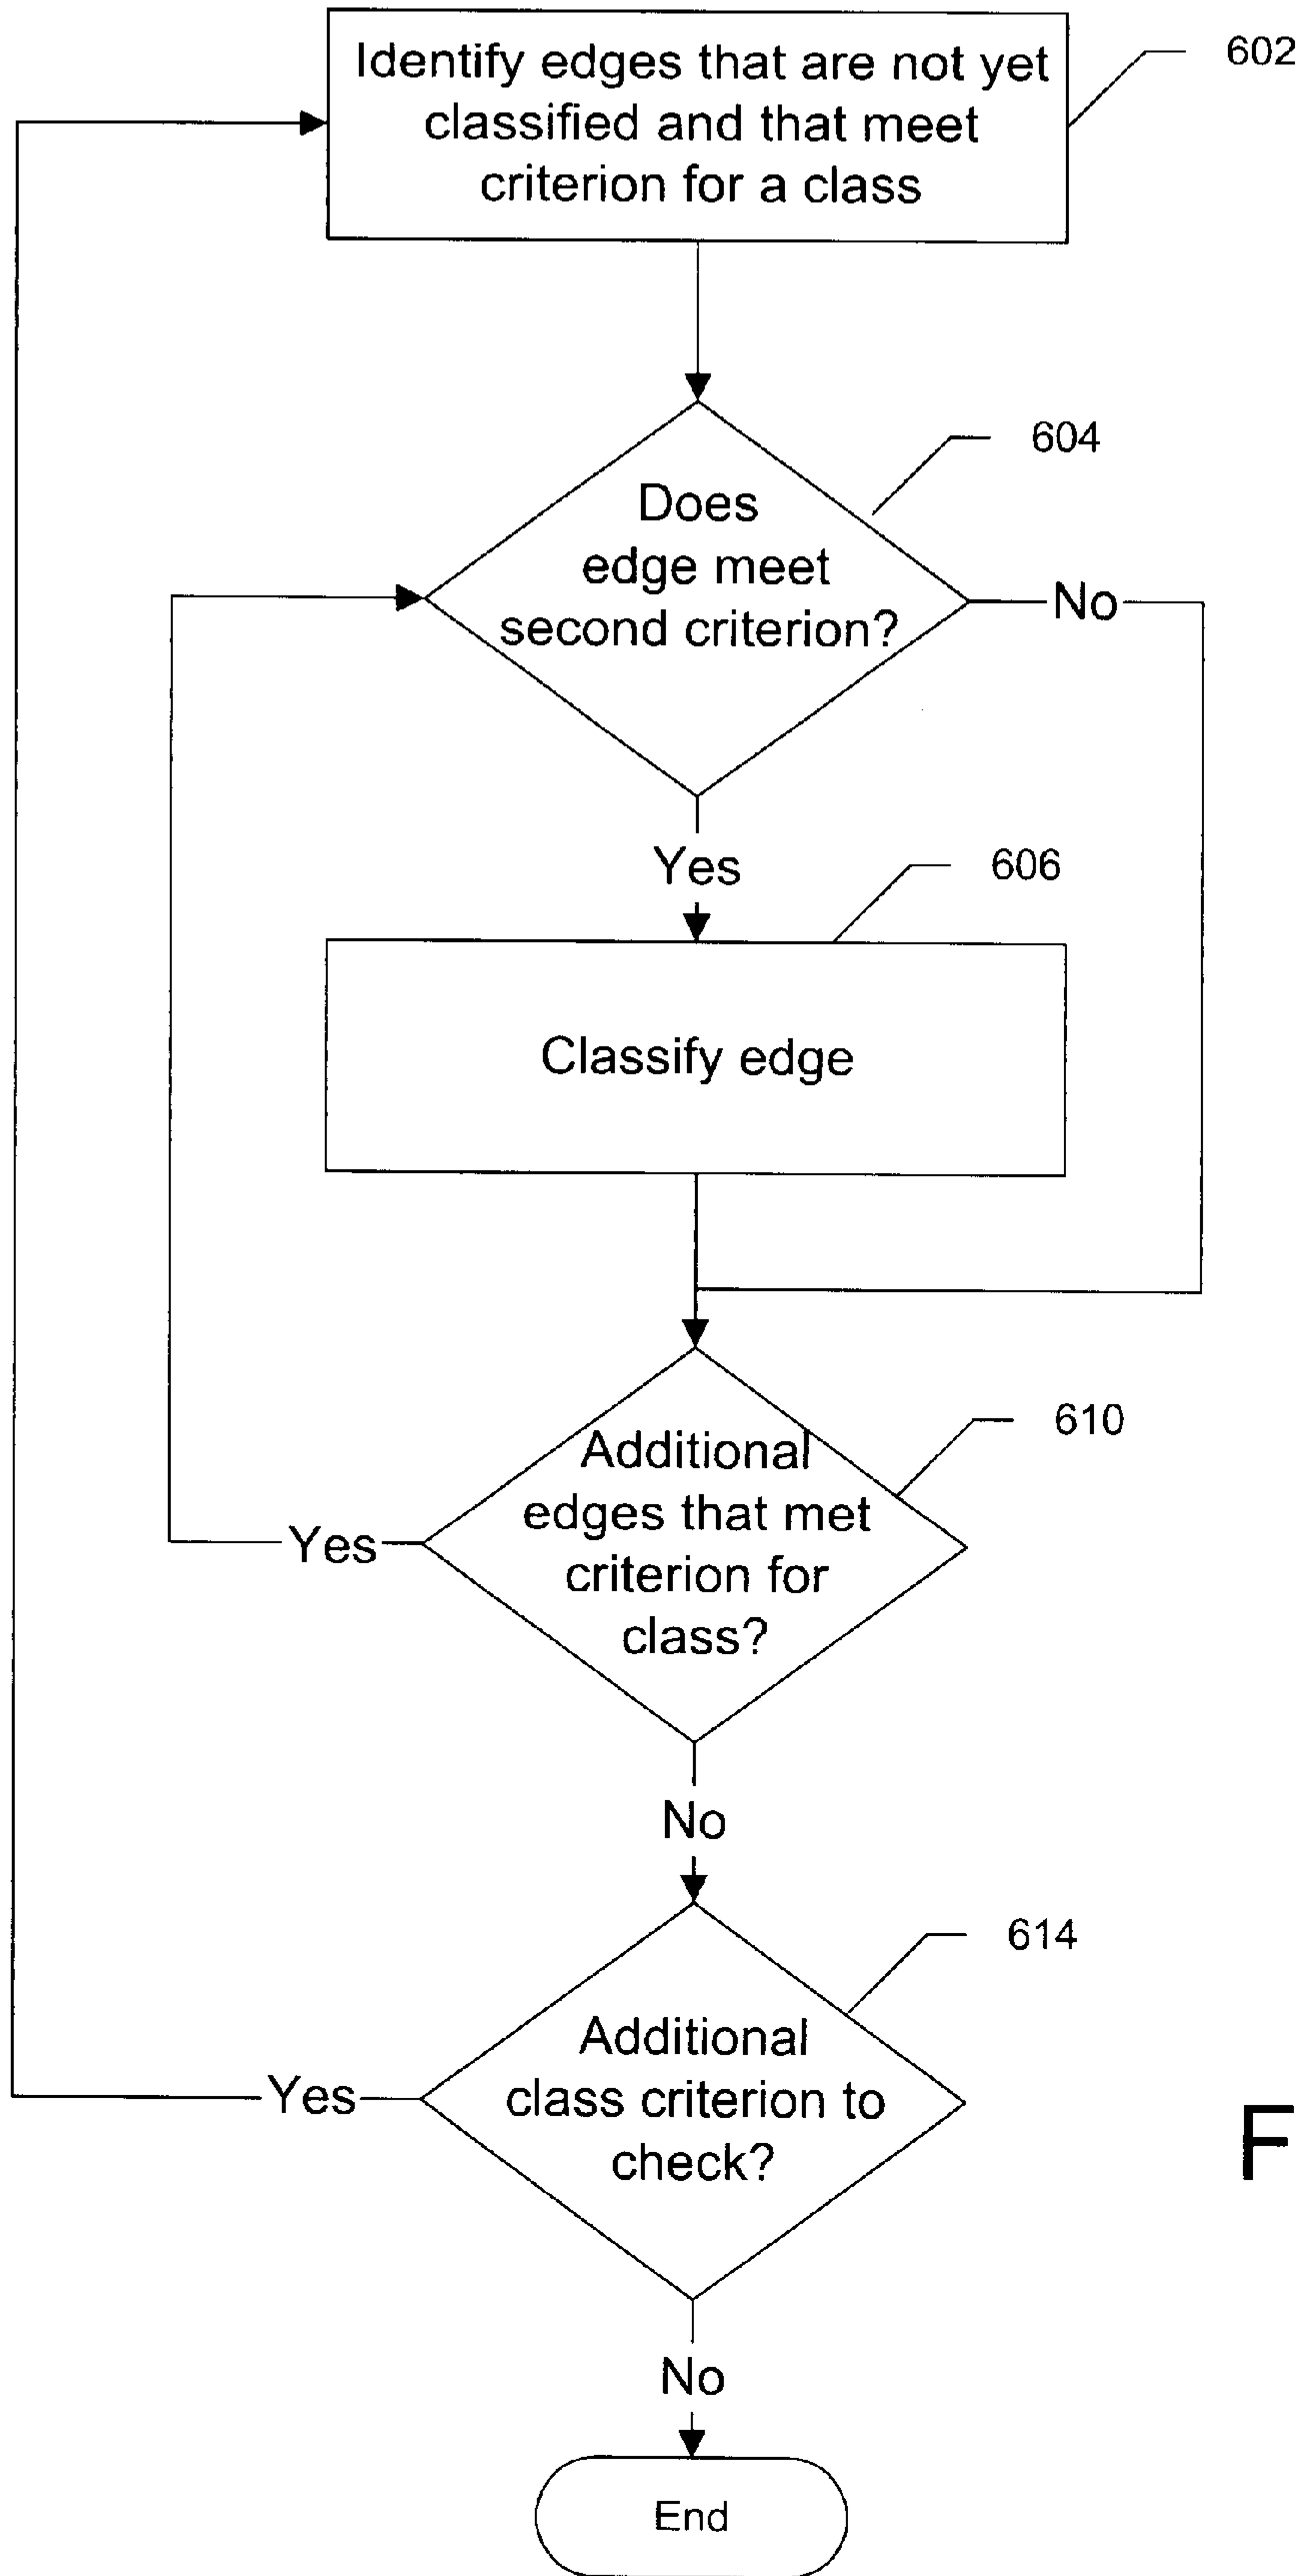 Identify edges that are not yet
classified and that meet
criterion for a class
602
604
Does
edge meet
second criterion?
No
Yes
606
Classify edge
610
Additional
edges that met
criterion for
class?
Yes
No
614
Additional
class criterion to
check?
Yes
F
No
End